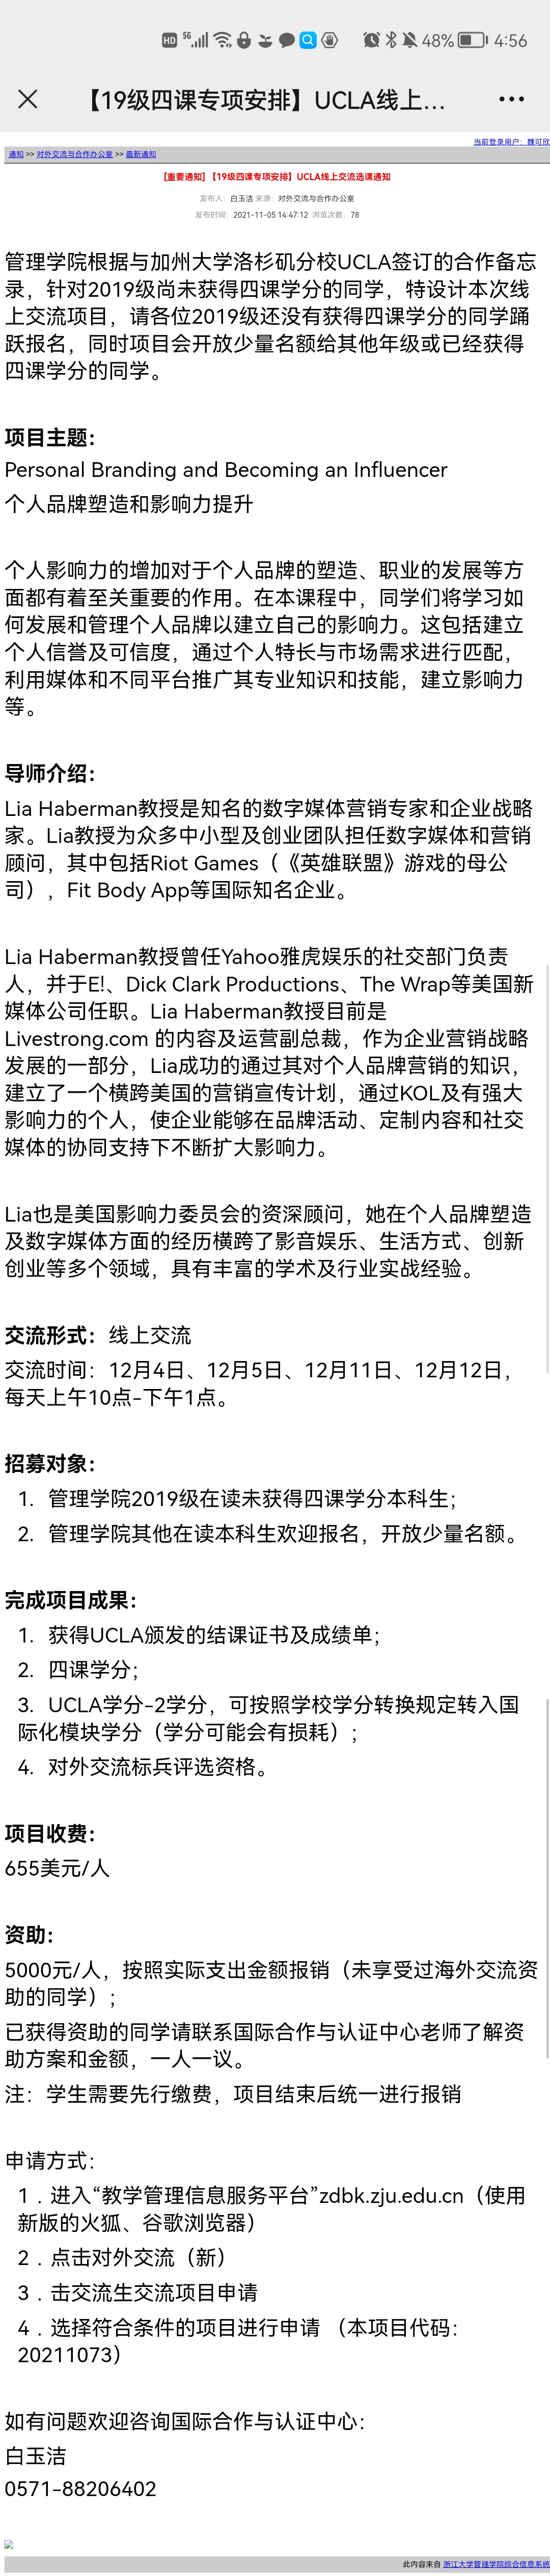 HD 5G 48% 4:56
【19级四课专项安排】UCLA线上...
当前登录用户：魏可欣
通知 >> 对外交流与合作办公室 >> 最新通知
[重要通知] 【19级四课专项安排】UCLA线上交流选课通知
发布人：白玉洁 来源：对外交流与合作办公室
发布时间：2021-11-05 14:47:12 浏览次数：78
管理学院根据与加州大学洛杉矶分校UCLA签订的合作备忘
录，针对2019级尚未获得四课学分的同学，特设计本次线
上交流项目，请各位2019级还没有获得四课学分的同学踊
跃报名，同时项目会开放少量名额给其他年级或已经获得
四课学分的同学。
项目主题：
Personal Branding and Becoming an Influencer
个人品牌塑造和影响力提升
个人影响力的增加对于个人品牌的塑造、职业的发展等方
面都有着至关重要的作用。在本课程中，同学们将学习如
何发展和管理个人品牌以建立自己的影响力。这包括建立
个人信誉及可信度，通过个人特长与市场需求进行匹配，
利用媒体和不同平台推广其专业知识和技能，建立影响力
等。
导师介绍：
Lia Haberman教授是知名的数字媒体营销专家和企业战略
家。Lia教授为众多中小型及创业团队担任数字媒体和营销
顾问，其中包括Riot Games（《英雄联盟》游戏的母公
司），Fit Body App等国际知名企业。
Lia Haberman教授曾任Yahoo雅虎娱乐的社交部门负责
人，并于E!、Dick Clark Productions、The Wrap等美国新
媒体公司任职。Lia Haberman教授目前是
Livestrong.com 的内容及运营副总裁，作为企业营销战略
发展的一部分，Lia成功的通过其对个人品牌营销的知识，
建立了一个横跨美国的营销宣传计划，通过KOL及有强大
影响力的个人，使企业能够在品牌活动、定制内容和社交
媒体的协同支持下不断扩大影响力。
Lia也是美国影响力委员会的资深顾问，她在个人品牌塑造
及数字媒体方面的经历横跨了影音娱乐、生活方式、创新
创业等多个领域，具有丰富的学术及行业实战经验。
交流形式：线上交流
交流时间：12月4日、12月5日、12月11日、12月12日，
每天上午10点-下午1点。
招募对象：
1. 管理学院2019级在读未获得四课学分本科生；
2. 管理学院其他在读本科生欢迎报名，开放少量名额。
完成项目成果：
1. 获得UCLA颁发的结课证书及成绩单；
2. 四课学分；
3. UCLA学分-2学分，可按照学校学分转换规定转入国
际化模块学分（学分可能会有损耗）；
4. 对外交流标兵评选资格。
项目收费：
655美元/人
资助：
5000元/人，按照实际支出金额报销（未享受过海外交流资
助的同学）；
已获得资助的同学请联系国际合作与认证中心老师了解资
助方案和金额，一人一议。
注：学生需要先行缴费，项目结束后统一进行报销
申请方式：
1．进入“教学管理信息服务平台”zdbk.zju.edu.cn（使用
新版的火狐、谷歌浏览器）
2．点击对外交流（新）
3．击交流生交流项目申请
4．选择符合条件的项目进行申请 （本项目代码：
20211073）
如有问题欢迎咨询国际合作与认证中心：
白玉洁
0571-88206402
此内容来自 浙江大学管理学院综合信息系统